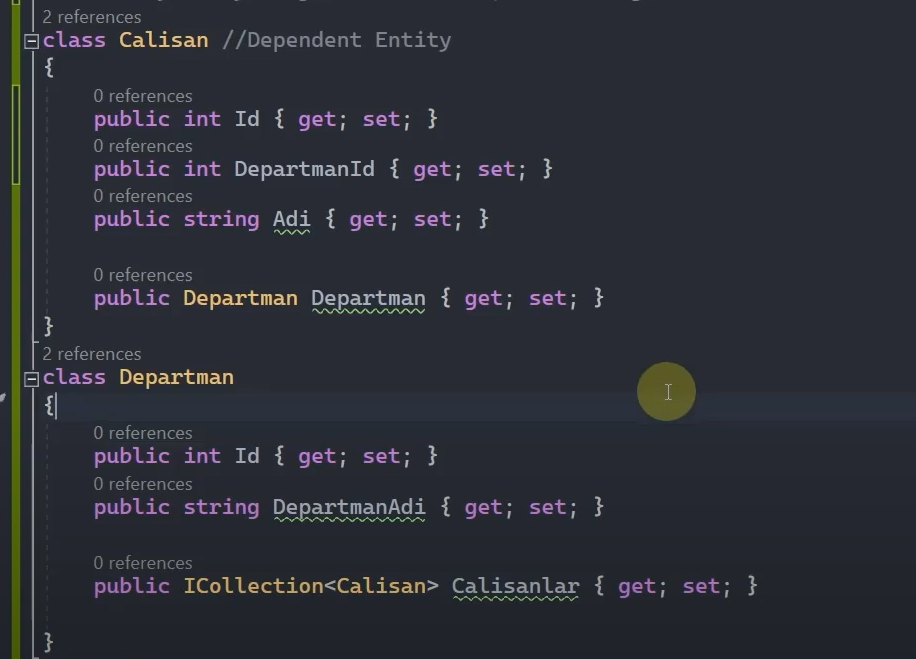 2 references
class Calisan //Dependent Entity
{
0 references
public int Id { get; set; }
0 references
public int DepartmanId { get; set; }
0 references
public string Adi { get; set; }
0 references
public Departman Departman { get; set; }
}
2 references
class Departman
{
0 references
public int Id { get; set; }
0 references
public string DepartmanAdi { get; set; }
0 references
public ICollection<Calisan> Calisanlar { get; set; }
}